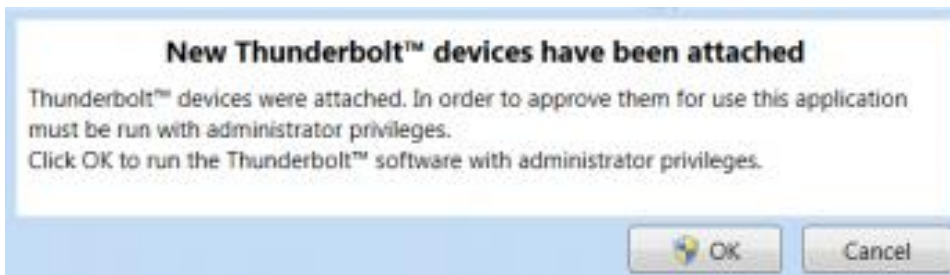 New Thunderbolt™ devices have been attached
Thunderbolt™ devices were attached. In order to approve them for use this application
must be run with administrator privileges.
Click OK to run the Thunderbolt™ software with administrator privileges.
OK Cancel